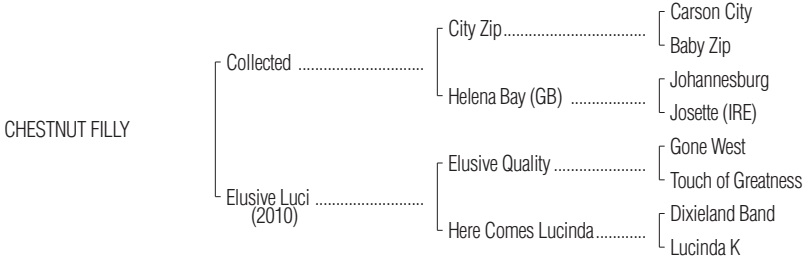 Carson City
City Zip................................
Baby Zip
Collected ............................
Helena Bay (GB) .................
Johannesburg
Josette (IRE)
CHESTNUT FILLY
Gone West
Elusive Quality ....................
Touch of Greatness
Elusive Luci ........................
(2010)
Here Comes Lucinda...........
Dixieland Band
Lucinda K